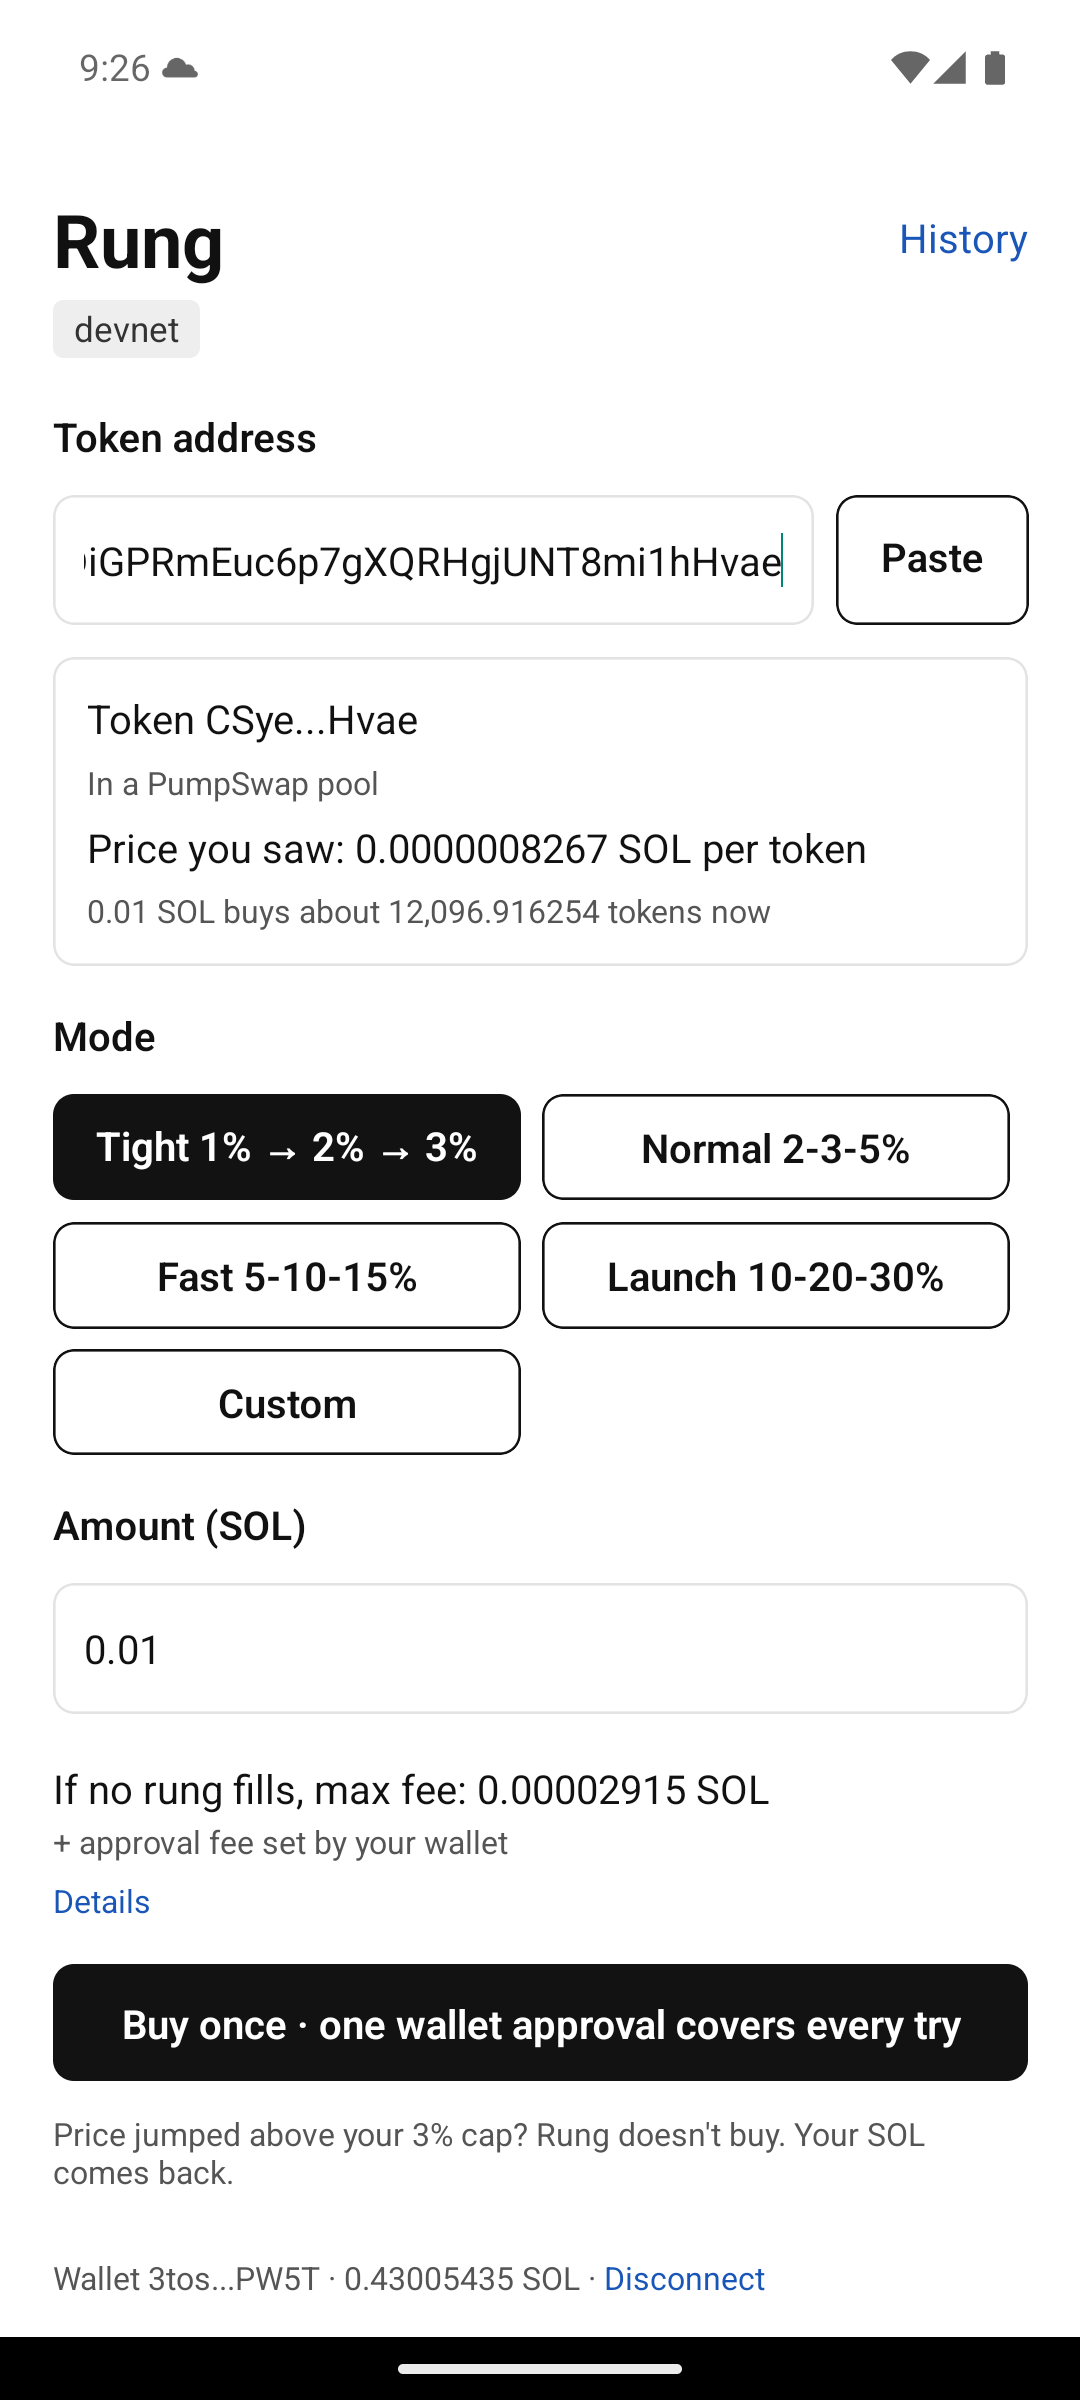 9:26
Rung
History
devnet
Token address
iGPRmEuc6p7gXQRHgjUNT8mi1hHvae
Paste
Token CSye...Hvae
In a PumpSwap pool
Price you saw: 0.0000008267 SOL per token
0.01 SOL buys about 12,096.916254 tokens now
Mode
Tight 1% → 2% → 3%
Normal 2-3-5%
Fast 5-10-15%
Launch 10-20-30%
Custom
Amount (SOL)
0.01
If no rung fills, max fee: 0.00002915 SOL
+ approval fee set by your wallet
Details
Buy once · one wallet approval covers every try
Price jumped above your 3% cap? Rung doesn't buy. Your SOL
comes back.
Wallet 3tos...PW5T · 0.43005435 SOL · Disconnect